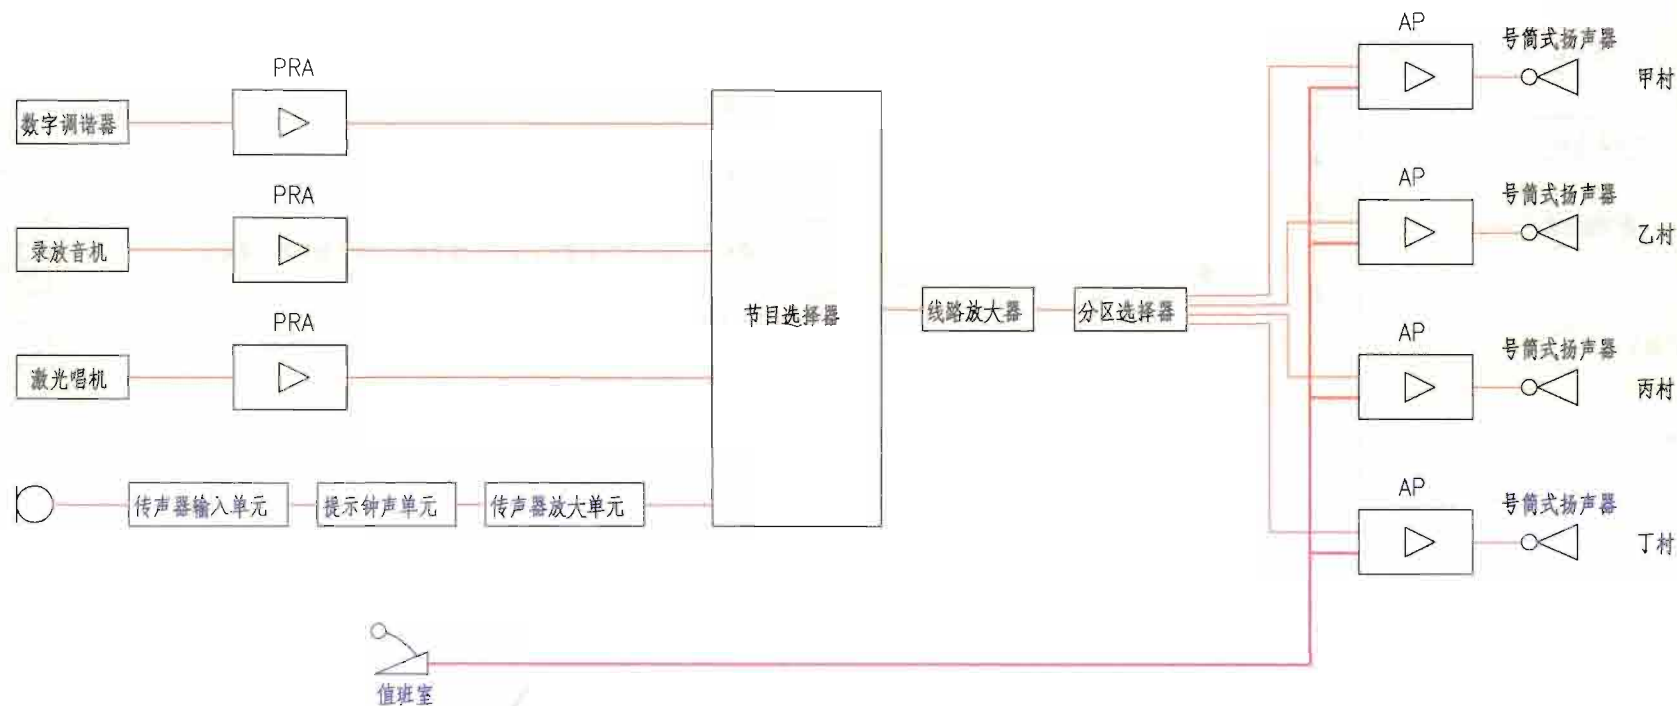 PRA
数字调谐器
PRA
录放音机
PRA
激光唱机
传声器输入单元
提示钟声单元
传声器放大单元
节目选择器
线路放大器
分区选择器
AP
号筒式扬声器
甲村
AP
号筒式扬声器
乙村
AP
号筒式扬声器
丙村
AP
号筒式扬声器
丁村
值班室